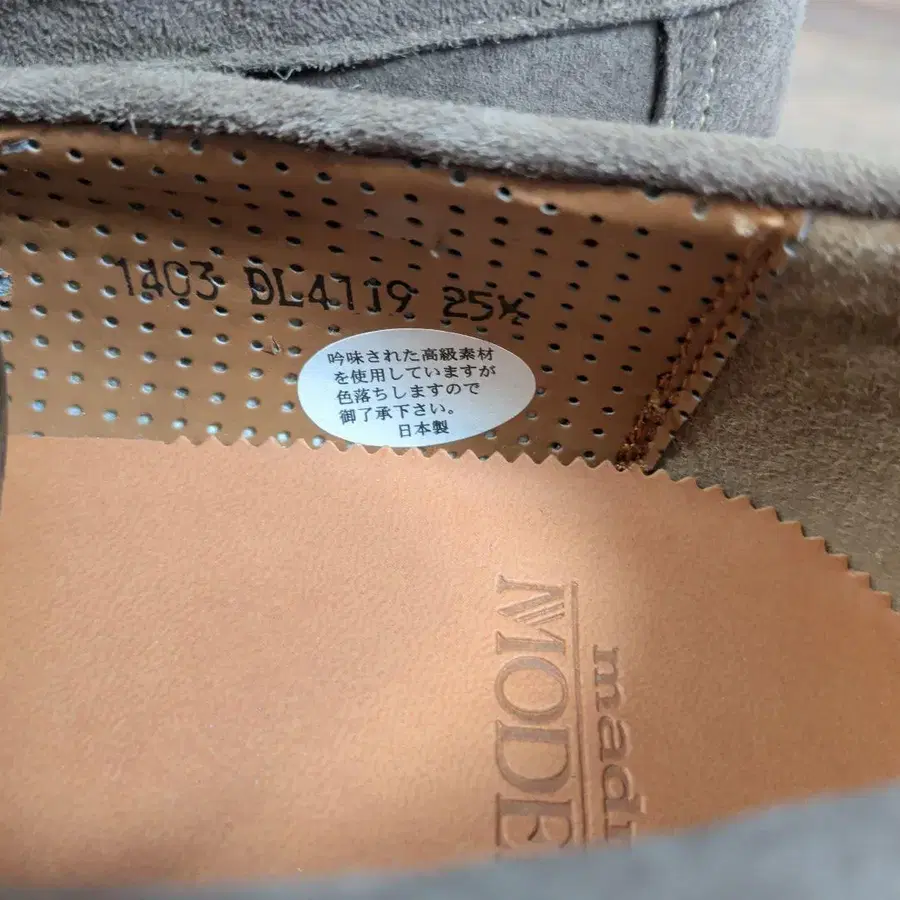 1403 DL4719 25½
吟味された高級素材
を使用していますが
色落ちしますので
御了承下さい。
日本製
MODE
mad